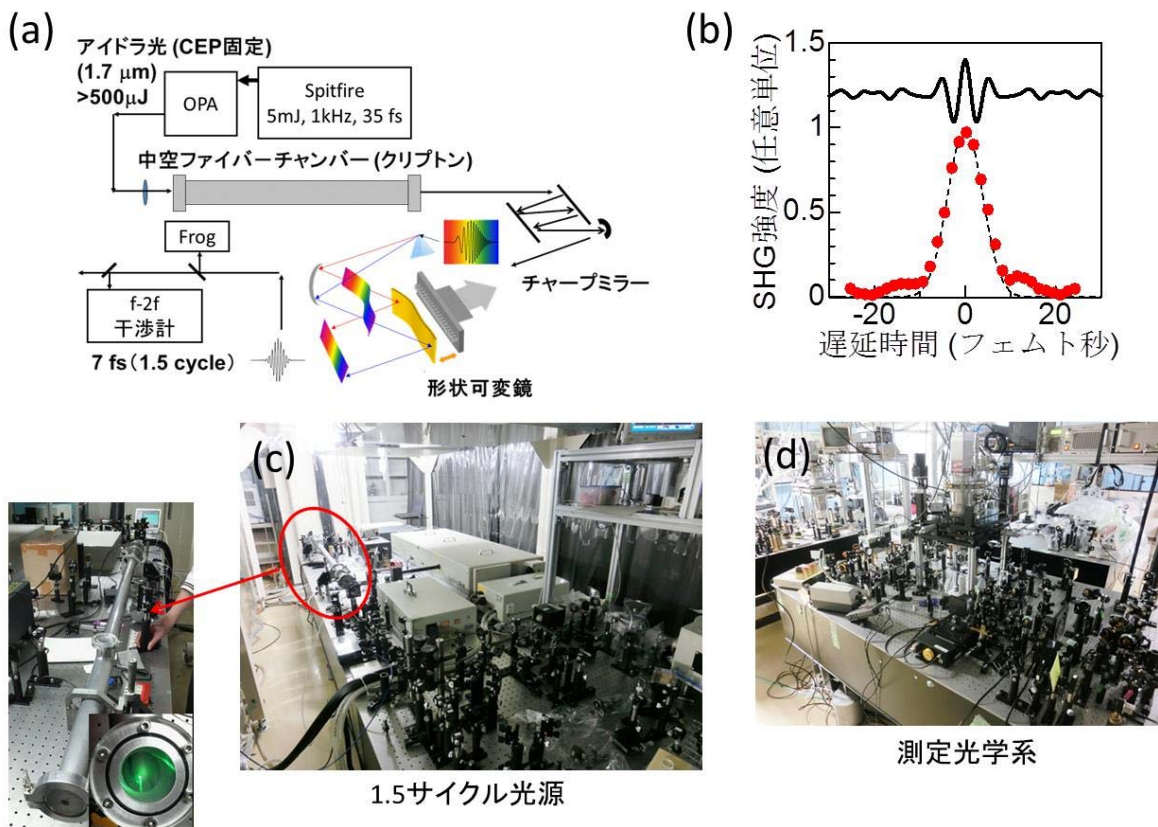 (a)
アイドラ光 (CEP固定)
(1.7 μm)
>500μJ
OPA
Spitfire
5mJ, 1kHz, 35 fs
中空ファイバーチャンバー (クリプトン)
Frog
チャープミラー
f-2f
干渉計
7 fs（1.5 cycle）
形状可変鏡
(b)
SHG強度 (任意単位)
1.5
1
0.5
0
-20
0
20
遅延時間 (フェムト秒)
(c)
1.5サイクル光源
(d)
測定光学系